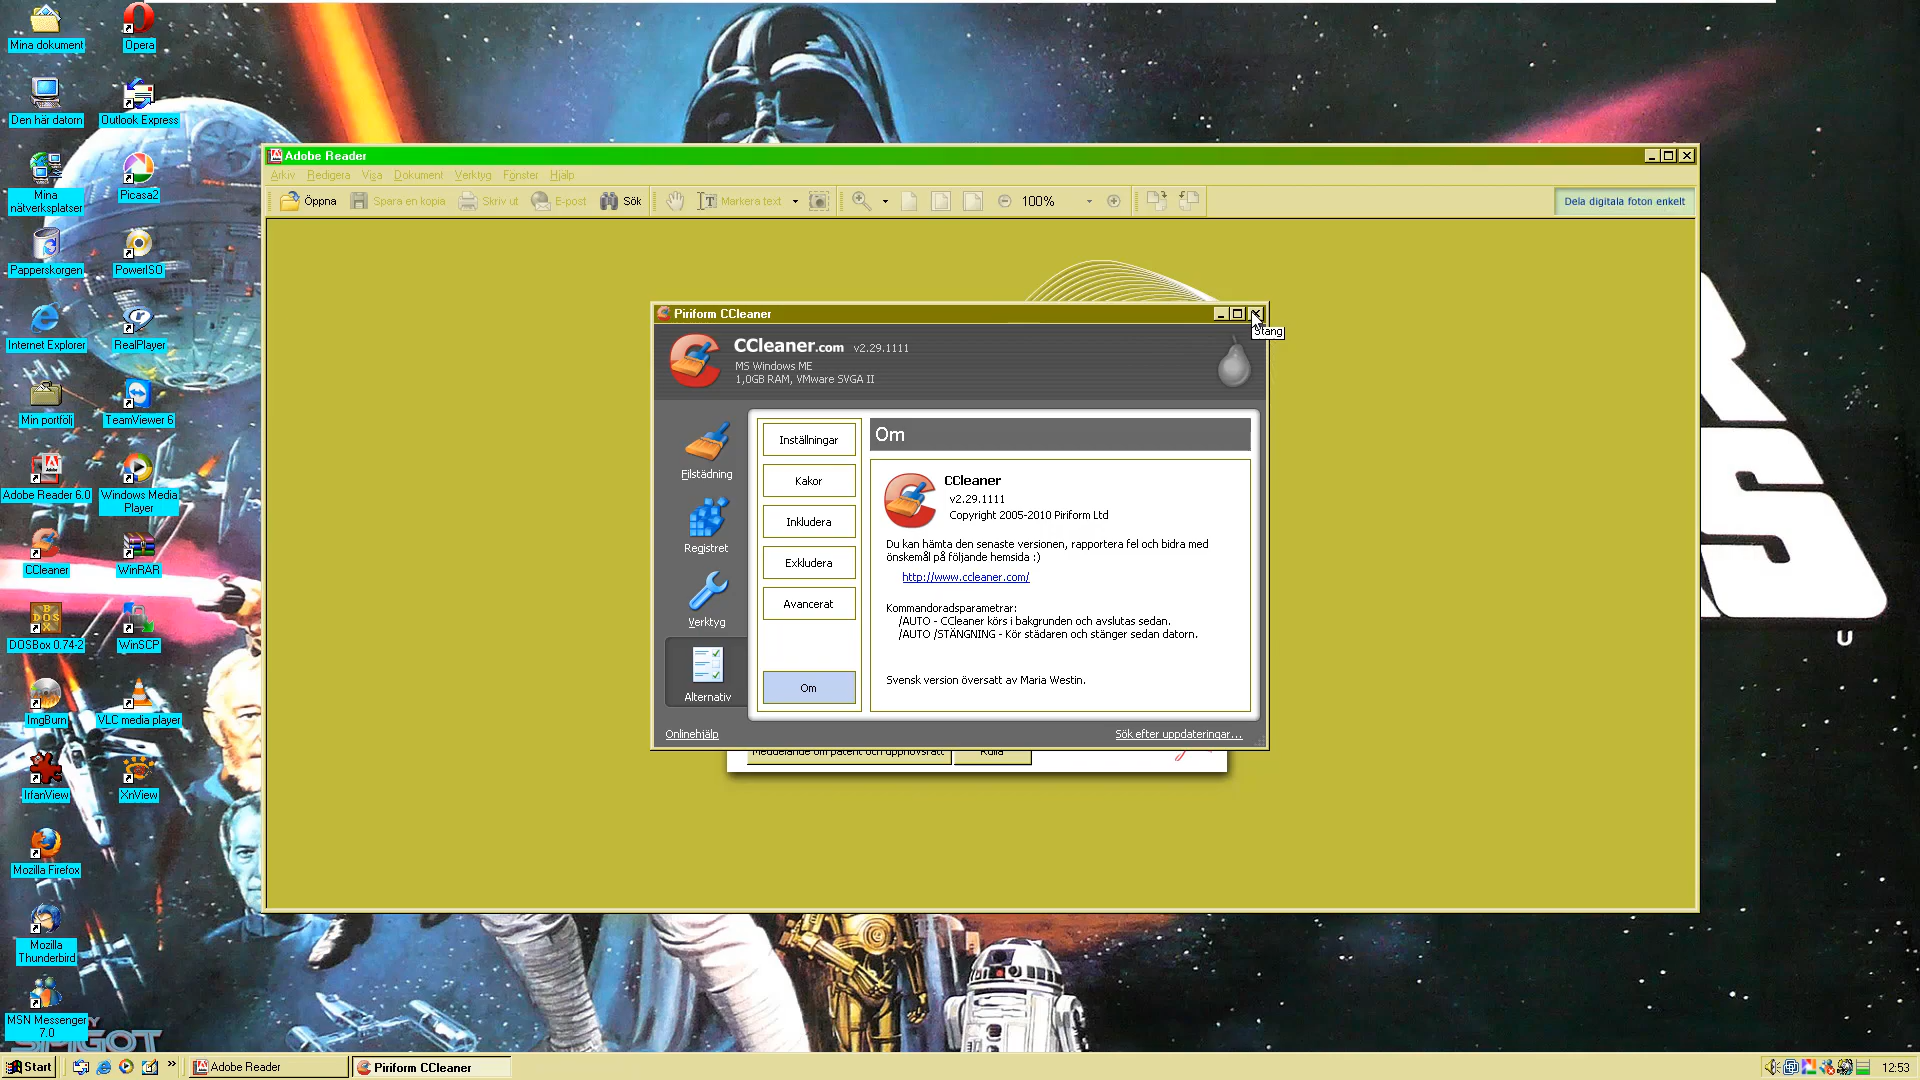 Mina dokument
Opera
Den här datorn
Outlook Express
Mina
nätverksplatser
Picasa2
Papperskorgen
PowerISO
Internet Explorer
RealPlayer
Min portfölj
TeamViewer 6
Adobe Reader 6.0
Windows Media
Player
CCleaner
WinRAR
DOSBox 0.74-2
WinSCP
ImgBurn
VLC media player
IrfanView
XnView
Mozilla Firefox
Mozilla
Thunderbird
MSN Messenger
7.0
Adobe Reader
Arkiv Redigera Visa Dokument Verktyg Fönster Hjälp
Öppna Spara en kopia Skriv ut E-post Sök Markera text 100% Dela digitala foton enkelt
Piriform CCleaner
Stäng
CCleaner.com v2.29.1111
MS Windows ME
1,0GB RAM, VMware SVGA II
Filstädning
Registret
Verktyg
Alternativ
Inställningar
Kakor
Inkludera
Exkludera
Avancerat
Om
Om
CCleaner
v2.29.1111
Copyright 2005-2010 Piriform Ltd
Du kan hämta den senaste versionen, rapportera fel och bidra med
önskemål på följande hemsida :)
http://www.ccleaner.com/
Kommandoradsparametrar:
/AUTO - CCleaner körs i bakgrunden och avslutas sedan.
/AUTO /STÄNGNING - Kör städaren och stänger sedan datorn.
Svensk version översatt av Maria Westin.
Onlinehjälp
Sök efter uppdateringar...
Meddelande om patent och upphovsrätt
Rulla
U
SPIGOT
Start
Adobe Reader
Piriform CCleaner
12:53